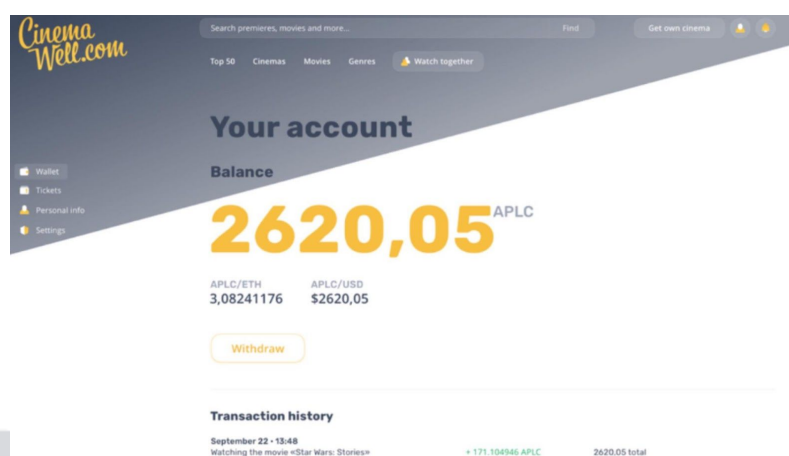 Cinema
Well.com
Search premieres, movies and more... Find
Get own cinema
Top 50 Cinemas Movies Genres Watch together
Your account
Wallet
Tickets
Personal info
Settings
Balance
2620,05 APLC
APLC/ETH APLC/USD
3,08241176 $2620,05
Withdraw
Transaction history
September 22 · 13:48
Watching the movie «Star Wars: Stories» + 171.104946 APLC 2620,05 total